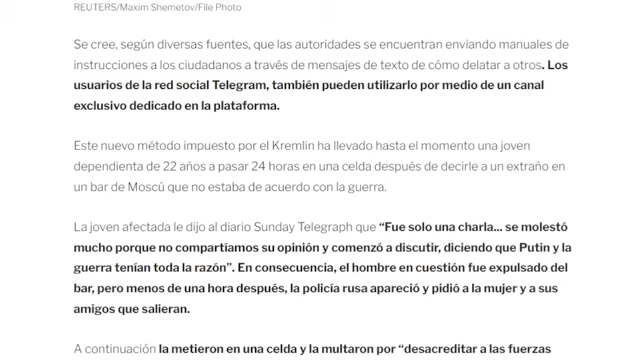 REUTERS/Maxim Shemetov/File Photo
Se cree, según diversas fuentes, que las autoridades se encuentran enviando manuales de
instrucciones a los ciudadanos a través de mensajes de texto de cómo delatar a otros. Los
usuarios de la red social Telegram, también pueden utilizarlo por medio de un canal
exclusivo dedicado en la plataforma.
Este nuevo método impuesto por el Kremlin ha llevado hasta el momento una joven
dependienta de 22 años a pasar 24 horas en una celda después de decirle a un extraño en
un bar de Moscú que no estaba de acuerdo con la guerra.
La joven afectada le dijo al diario Sunday Telegraph que “Fue solo una charla... se molestó
mucho porque no compartíamos su opinión y comenzó a discutir, diciendo que Putin y la
guerra tenían toda la razón”. En consecuencia, el hombre en cuestión fue expulsado del
bar, pero menos de una hora después, la policía rusa apareció y pidió a la mujer y a sus
amigos que salieran.
A continuación la metieron en una celda y la multaron por “desacreditar a las fuerzas